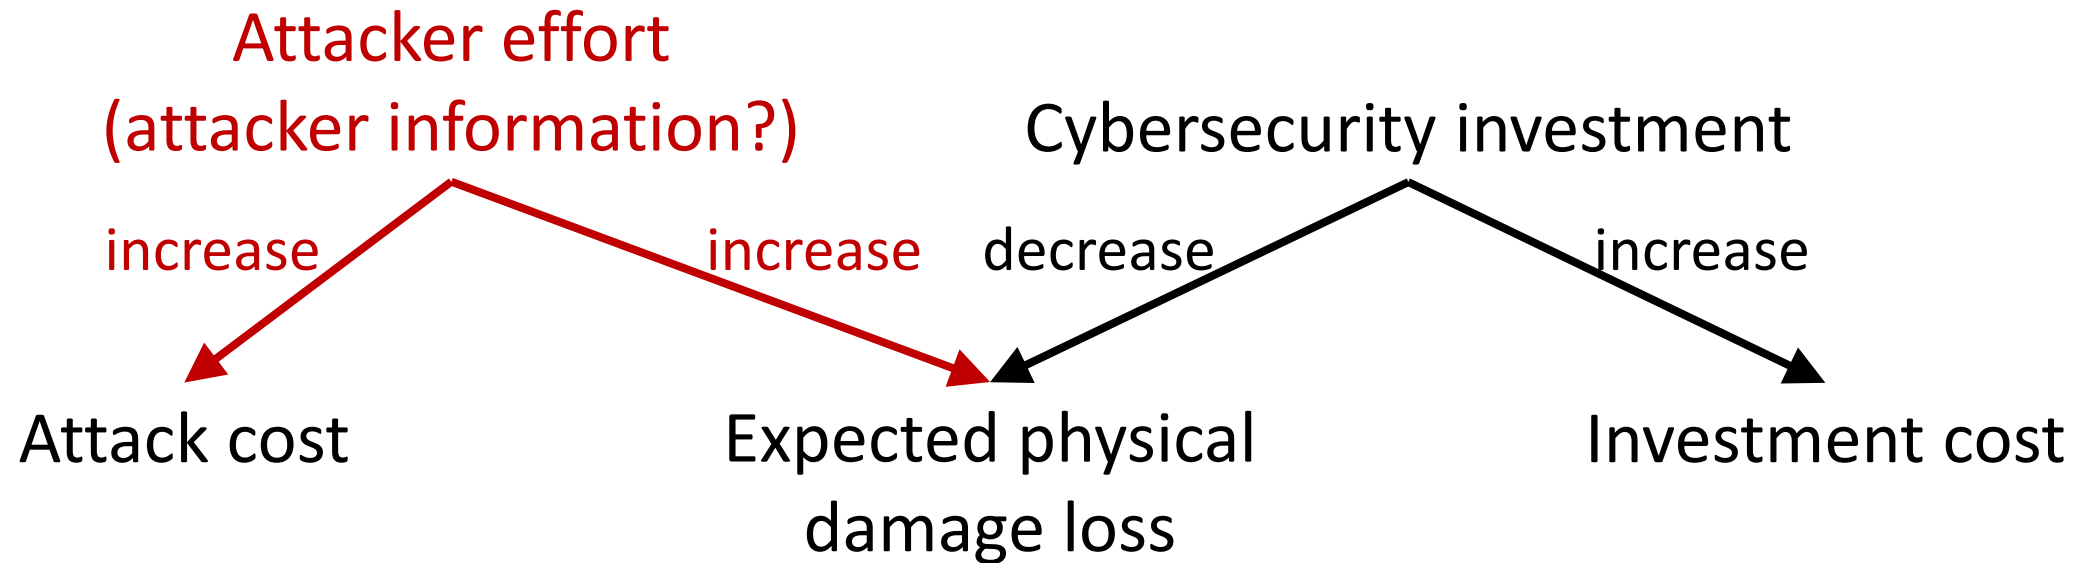 Attacker effort
(attacker information?)
Cybersecurity investment
increase
increase
decrease
increase
Attack cost
Expected physical
damage loss
Investment cost